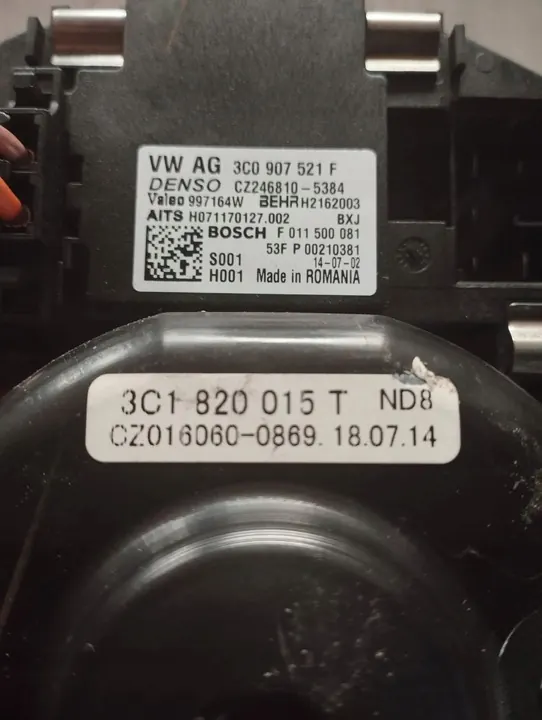 VW AG 3C0 907 521 F
DENSO CZ246810-5384
Valeo 997164W BEHR H2162003
AITS H071170127.002 BXJ
BOSCH F 011 500 081
53F P 00210381
S001 14-07-02
H001 Made in ROMANIA
3C1 820 015 T ND8
CZ016060-0869. 18.07.14